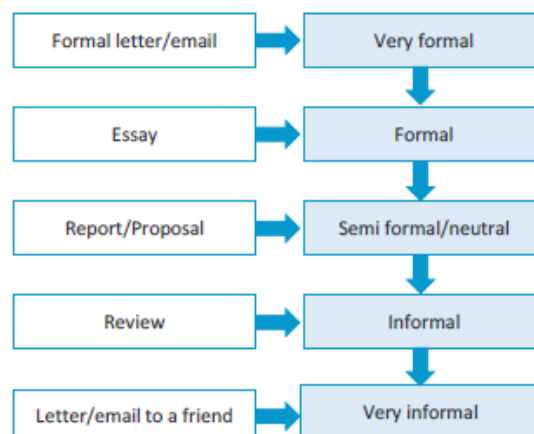 Formal letter/email
Very formal
Essay
Formal
Report/Proposal
Semi formal/neutral
Review
Informal
Letter/email to a friend
Very informal